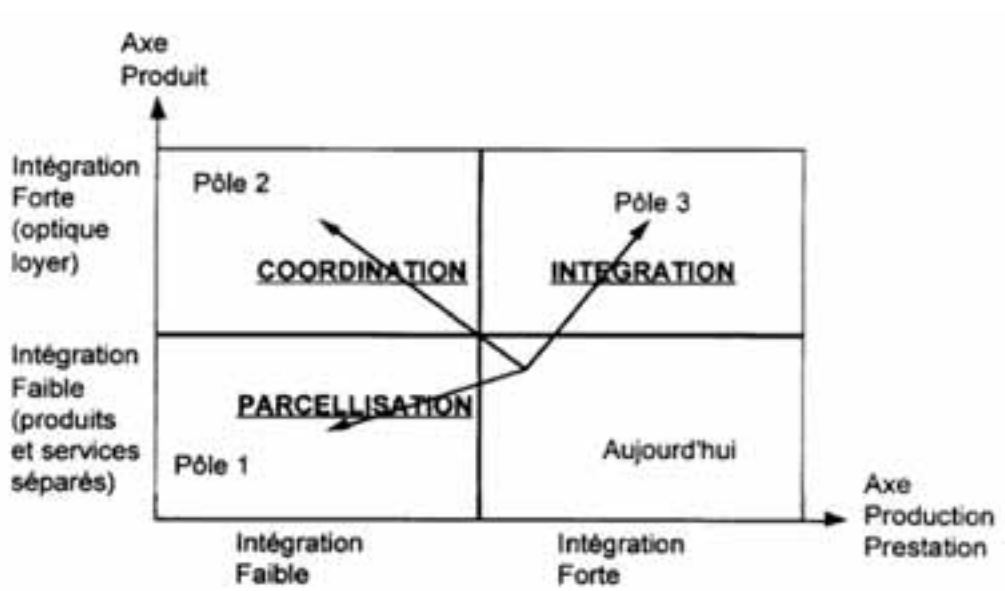 Axe
Produit
Intégration
Forte
(optique
loyer)
Pôle 2
Pôle 3
COORDINATION
INTEGRATION
Intégration
Faible
(produits
et services
séparés)
PARCELLISATION
Pôle 1
Aujourd'hui
Axe
Production
Prestation
Intégration
Faible
Intégration
Forte